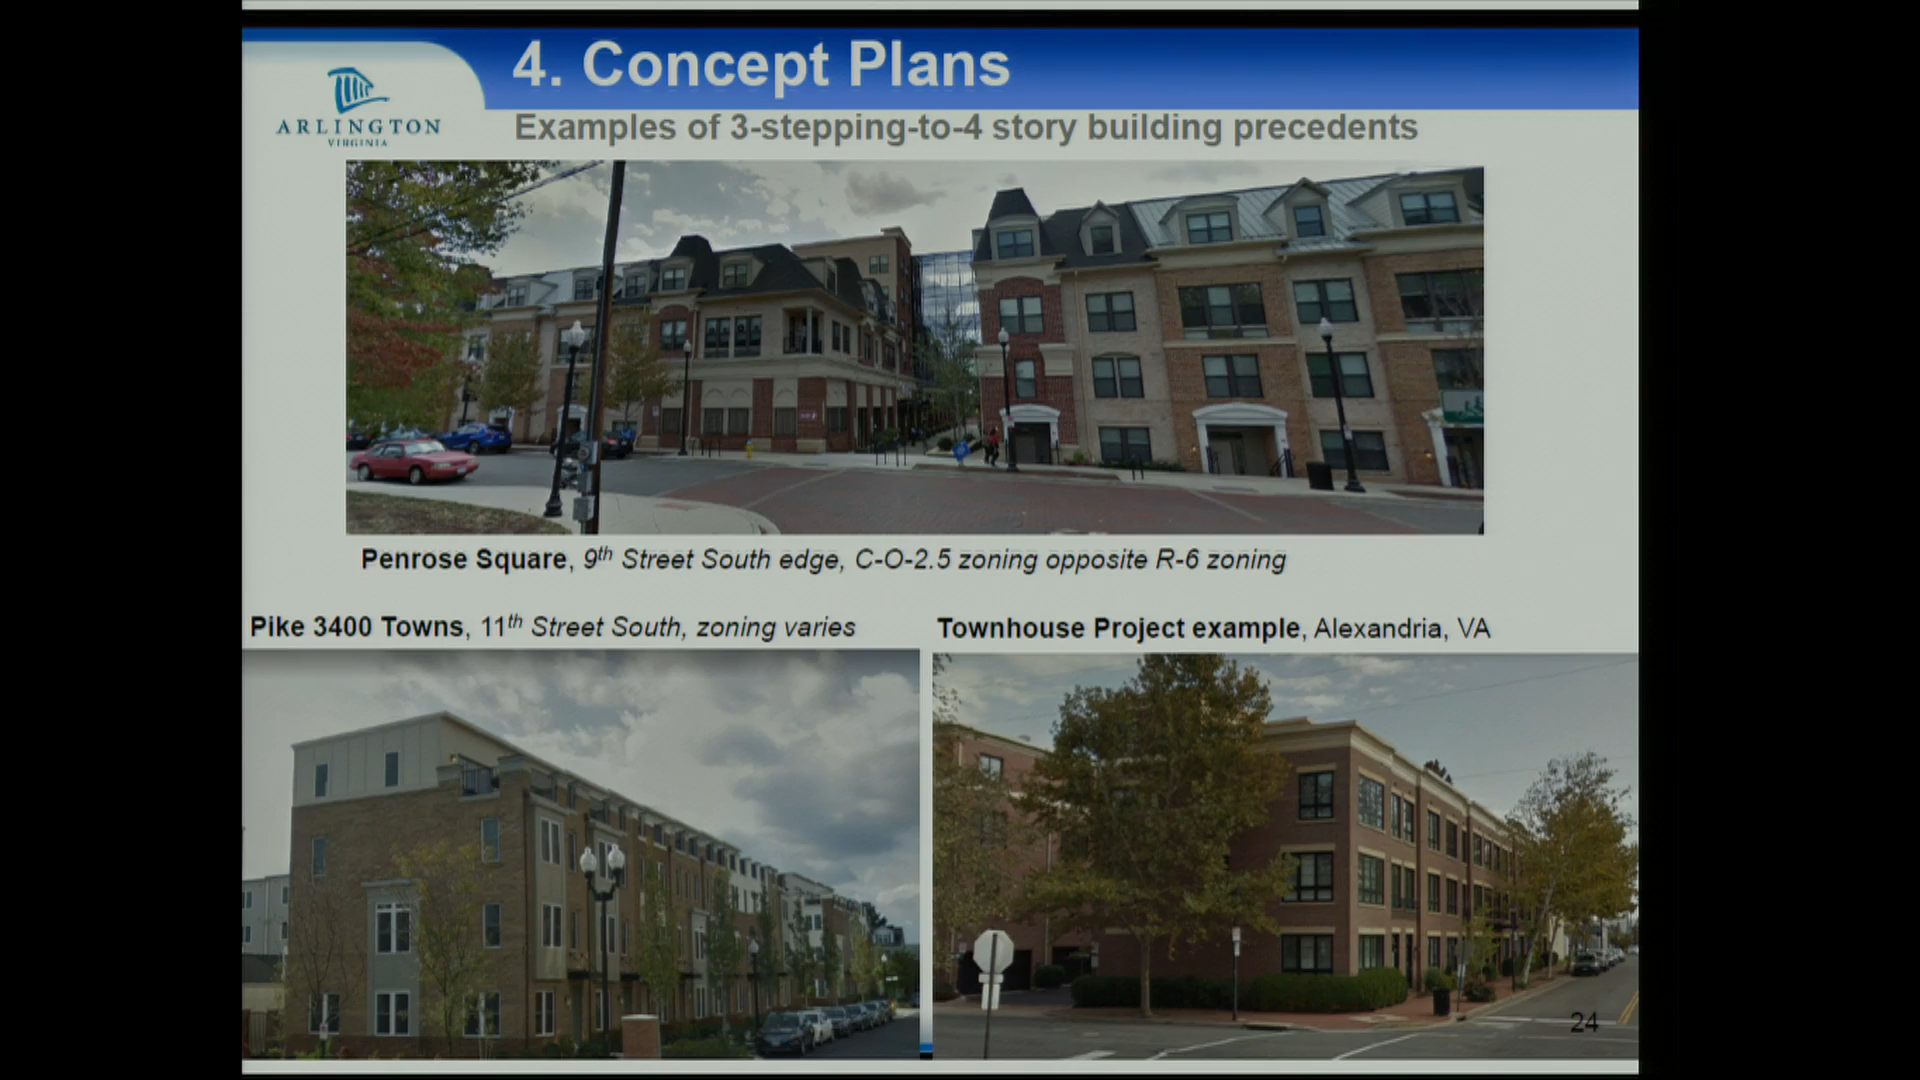 4. Concept Plans
ARLINGTON
VIRGINIA
Examples of 3-stepping-to-4 story building precedents
Penrose Square, 9th Street South edge, C-O-2.5 zoning opposite R-6 zoning
Pike 3400 Towns, 11th Street South, zoning varies
Townhouse Project example, Alexandria, VA
24